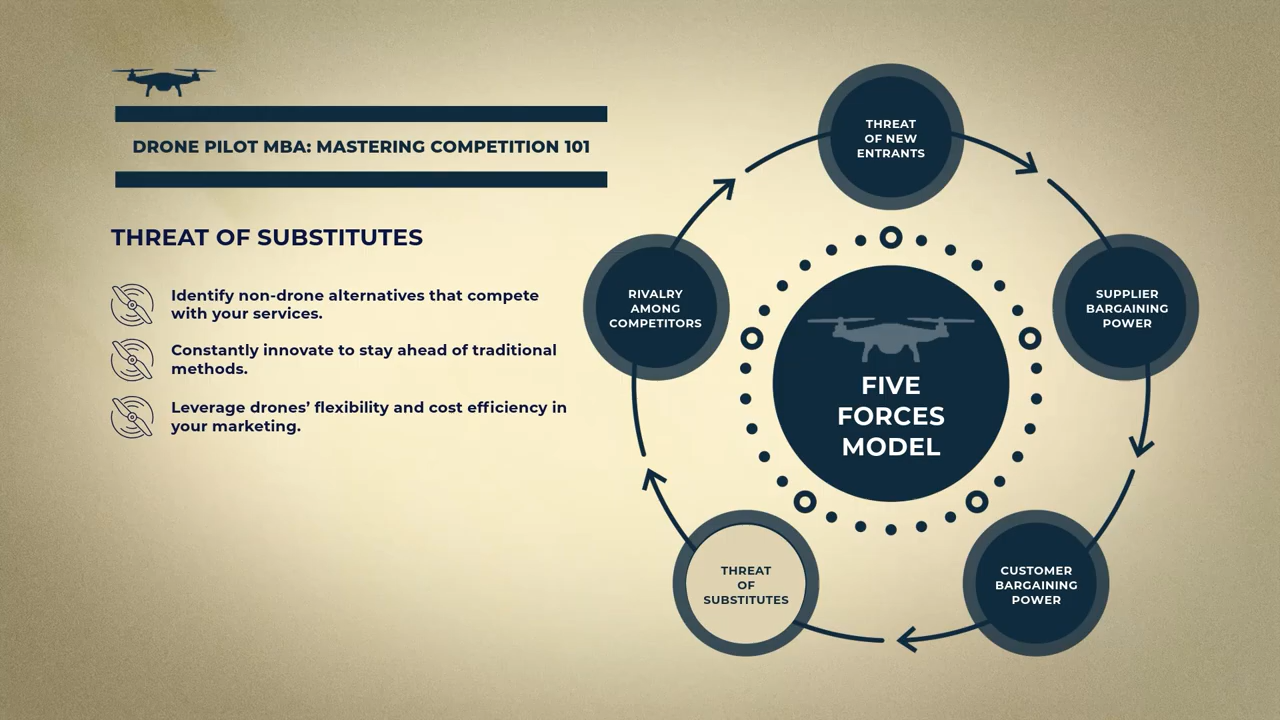 DRONE PILOT MBA: MASTERING COMPETITION 101
THREAT OF SUBSTITUTES
Identify non-drone alternatives that compete
with your services.
Constantly innovate to stay ahead of traditional
methods.
Leverage drones’ flexibility and cost efficiency in
your marketing.
THREAT
OF NEW
ENTRANTS
SUPPLIER
BARGAINING
POWER
CUSTOMER
BARGAINING
POWER
THREAT
OF
SUBSTITUTES
RIVALRY
AMONG
COMPETITORS
FIVE
FORCES
MODEL